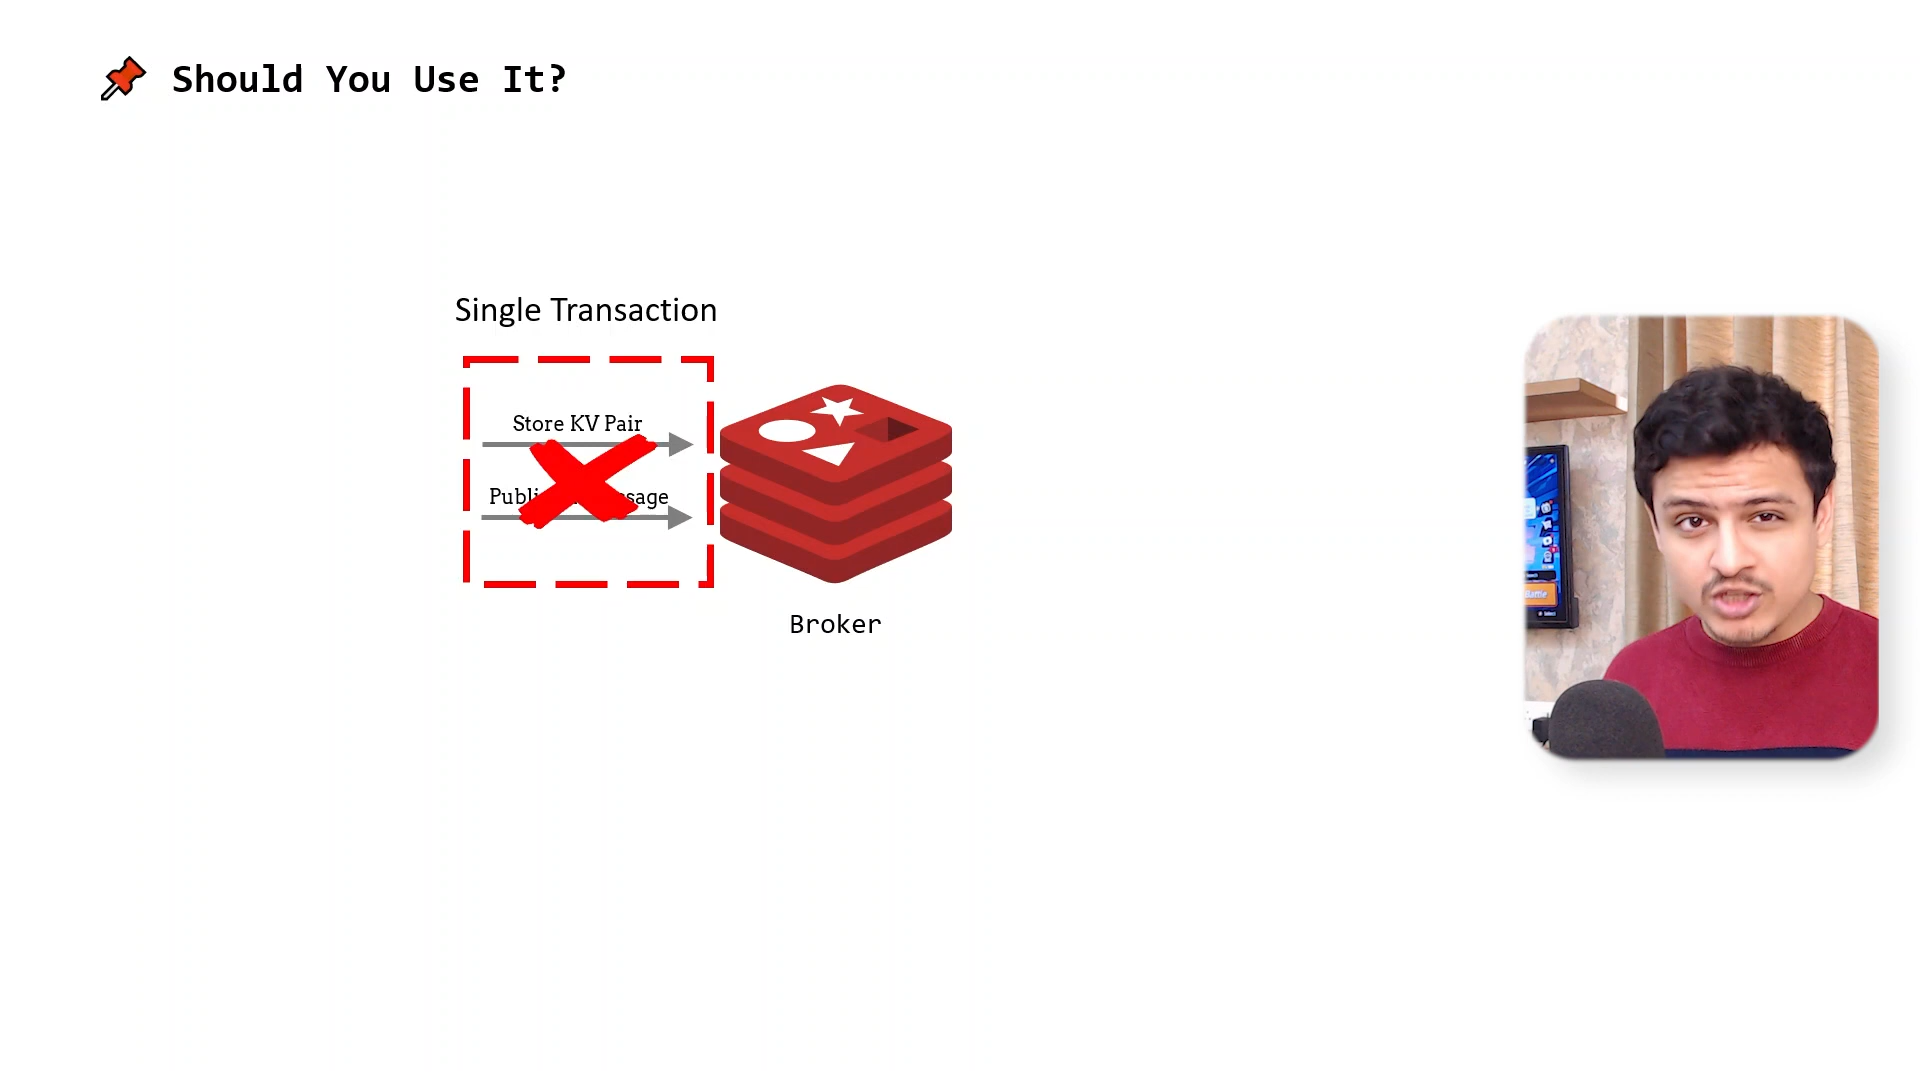 Should You Use It?
Single Transaction
Store KV Pair
Broker